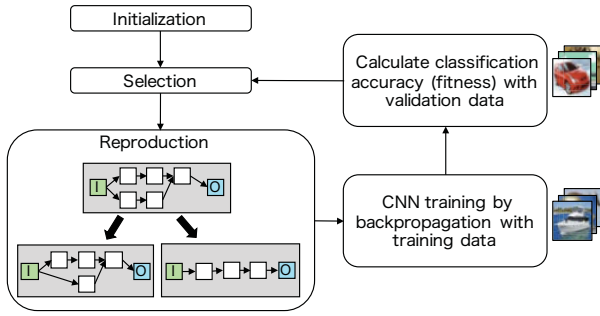 Initialization
Selection
Reproduction
I
O
I
O
I
O
Calculate classification
accuracy (fitness) with
validation data
CNN training by
backpropagation with
training data